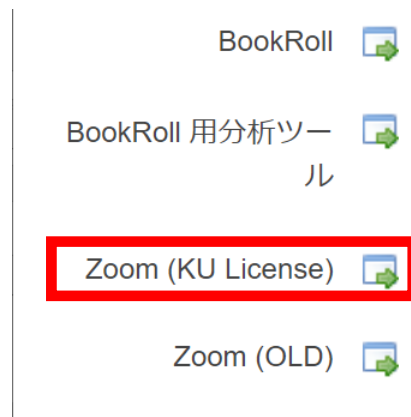 BookRoll
BookRoll 用分析ツー
ル
Zoom (KU License)
Zoom (OLD)